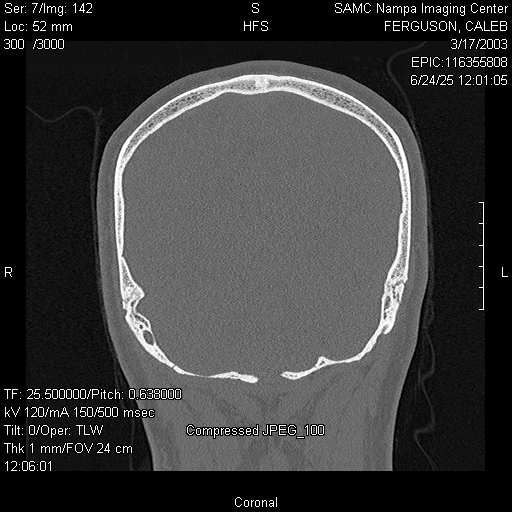 Ser: 7/Img: 142
Loc: 52 mm
300 /3000
S
HFS
SAMC Nampa Imaging Center
FERGUSON, CALEB
3/17/2003
EPIC:116355808
6/24/25 12:01:05
R
L
TF: 25.500000/Pitch: 0.638000
kV 120/mA 150/500 msec
Tilt: 0/Oper: TLW
Thk 1 mm/FOV 24 cm
12:06:01
Compressed JPEG_100
Coronal